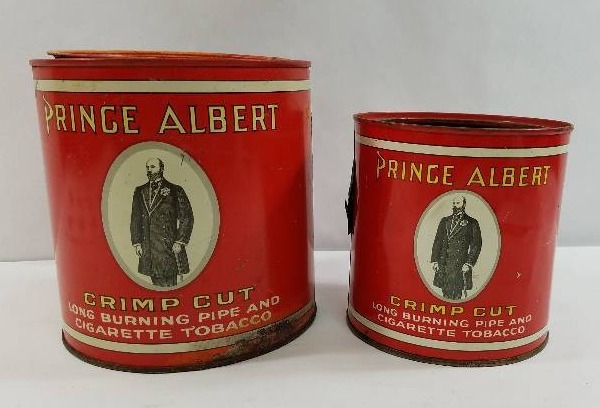 PRINCE ALBERT
CRIMP CUT
LONG BURNING PIPE AND
CIGARETTE TOBACCO
PRINCE ALBERT
CRIMP CUT
LONG BURNING PIPE AND
CIGARETTE TOBACCO